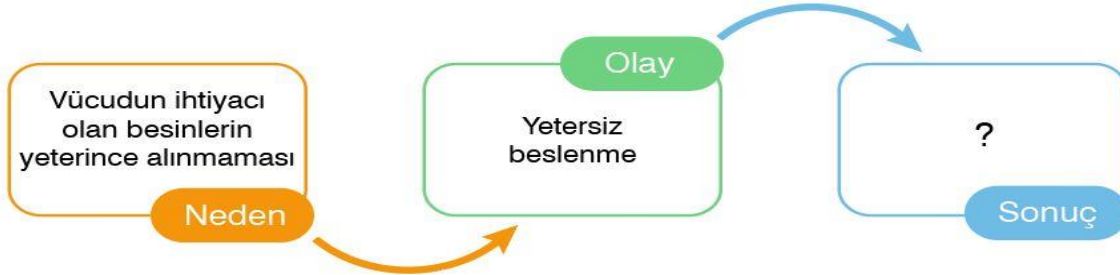 Vücudun ihtiyacı
olan besinlerin
yeterince alınmaması
Neden
Olay
Yetersiz
beslenme
?
Sonuç